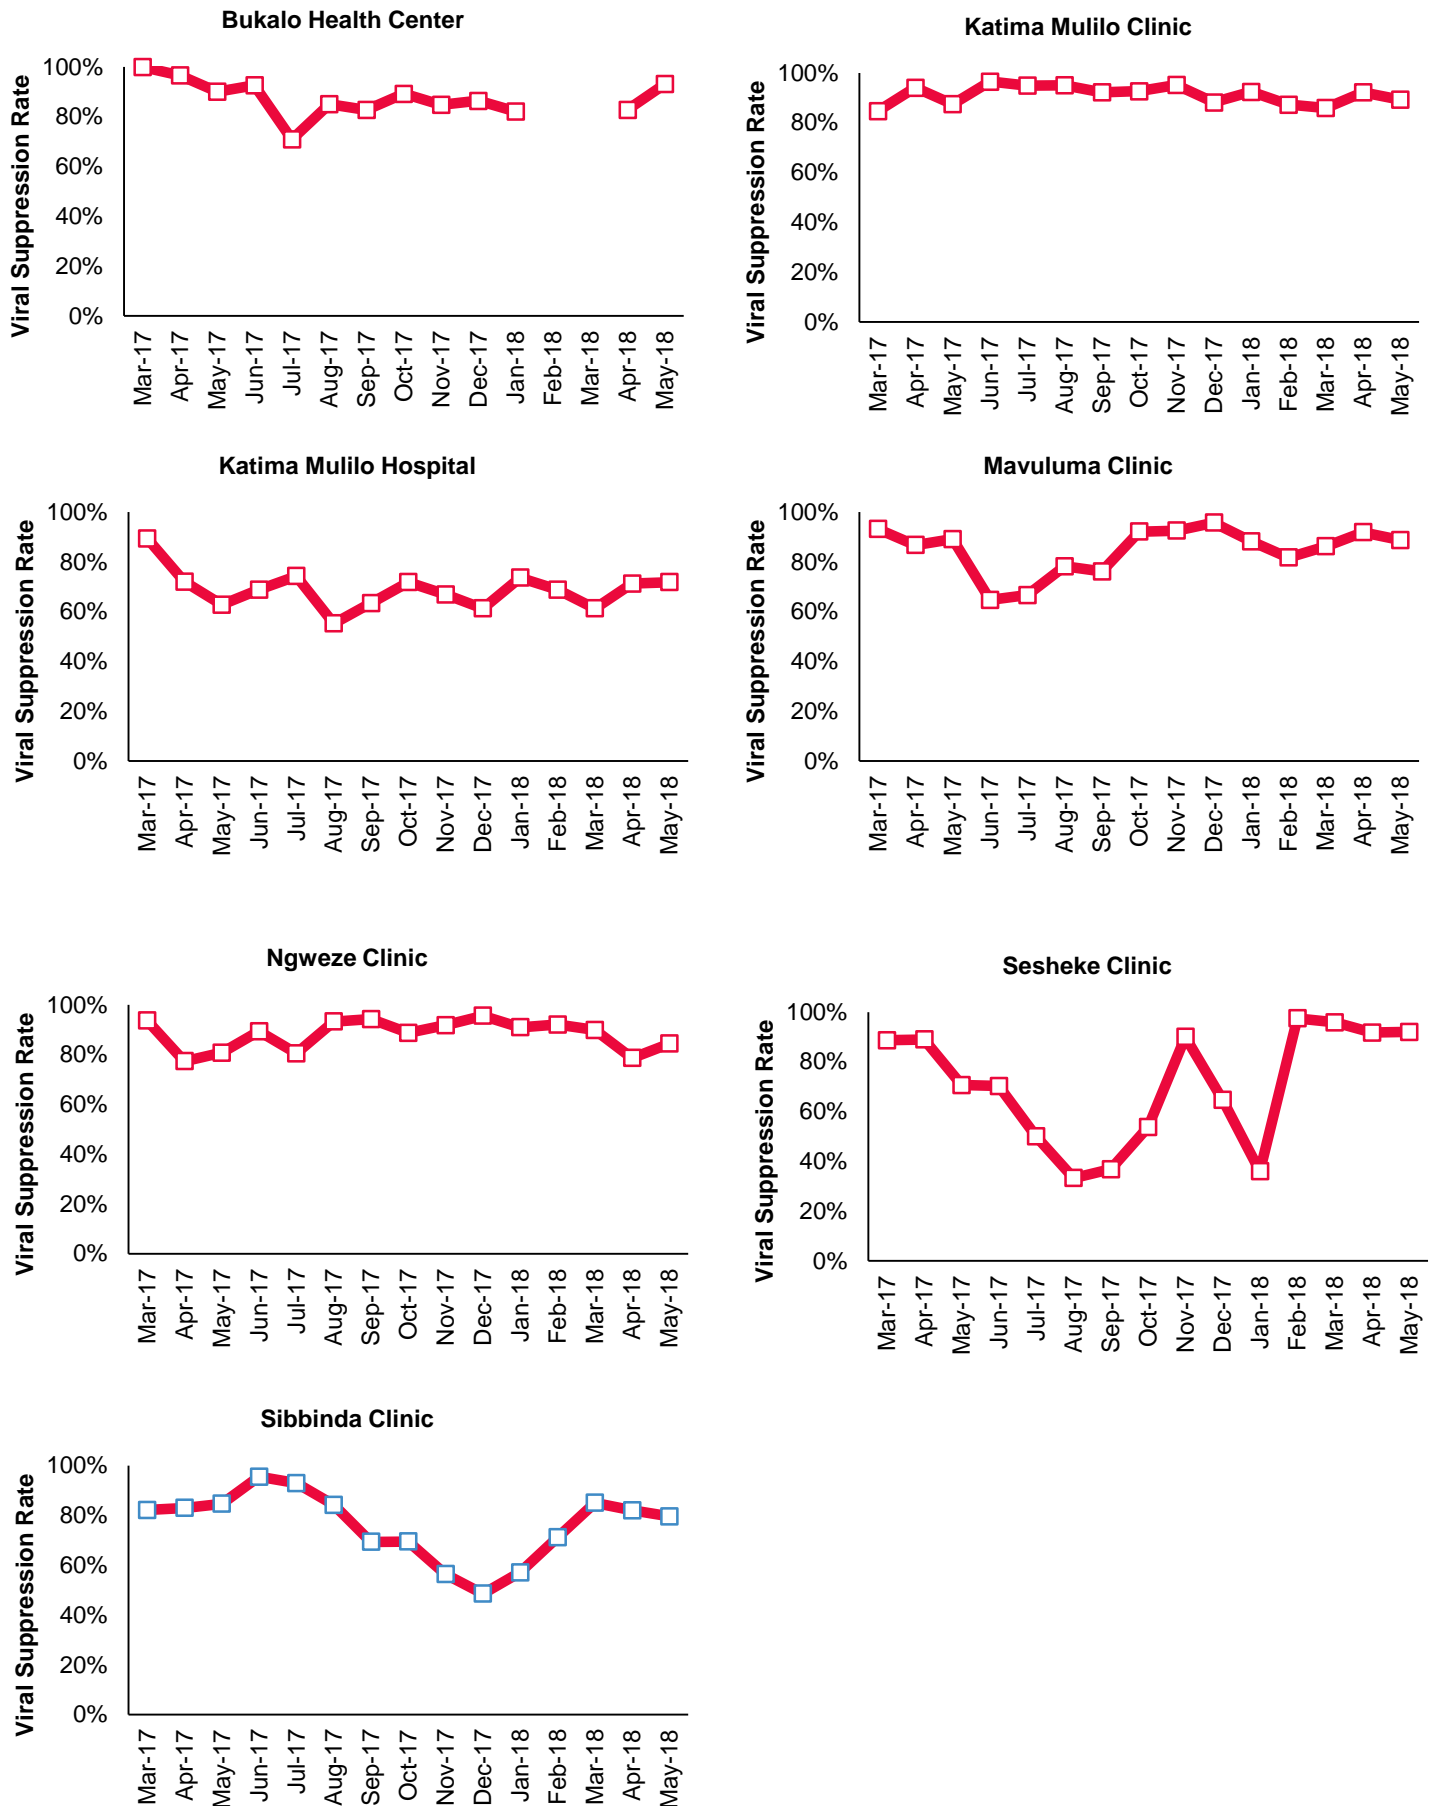 Bukalo Health Center
Viral Suppression Rate
100%
80%
60%
40%
20%
0%
Mar-17
Apr-17
May-17
Jun-17
Jul-17
Aug-17
Sep-17
Oct-17
Nov-17
Dec-17
Jan-18
Feb-18
Mar-18
Apr-18
May-18
Katima Mulilo Clinic
Viral Suppression Rate
100%
80%
60%
40%
20%
0%
Mar-17
Apr-17
May-17
Jun-17
Jul-17
Aug-17
Sep-17
Oct-17
Nov-17
Dec-17
Jan-18
Feb-18
Mar-18
Apr-18
May-18
Katima Mulilo Hospital
Viral Suppression Rate
100%
80%
60%
40%
20%
0%
Mar-17
Apr-17
May-17
Jun-17
Jul-17
Aug-17
Sep-17
Oct-17
Nov-17
Dec-17
Jan-18
Feb-18
Mar-18
Apr-18
May-18
Mavuluma Clinic
Viral Suppression Rate
100%
80%
60%
40%
20%
0%
Mar-17
Apr-17
May-17
Jun-17
Jul-17
Aug-17
Sep-17
Oct-17
Nov-17
Dec-17
Jan-18
Feb-18
Mar-18
Apr-18
May-18
Ngweze Clinic
Viral Suppression Rate
100%
80%
60%
40%
20%
0%
Mar-17
Apr-17
May-17
Jun-17
Jul-17
Aug-17
Sep-17
Oct-17
Nov-17
Dec-17
Jan-18
Feb-18
Mar-18
Apr-18
May-18
Sesheke Clinic
Viral Suppression Rate
100%
80%
60%
40%
20%
0%
Mar-17
Apr-17
May-17
Jun-17
Jul-17
Aug-17
Sep-17
Oct-17
Nov-17
Dec-17
Jan-18
Feb-18
Mar-18
Apr-18
May-18
Sibbinda Clinic
Viral Suppression Rate
100%
80%
60%
40%
20%
0%
Mar-17
Apr-17
May-17
Jun-17
Jul-17
Aug-17
Sep-17
Oct-17
Nov-17
Dec-17
Jan-18
Feb-18
Mar-18
Apr-18
May-18